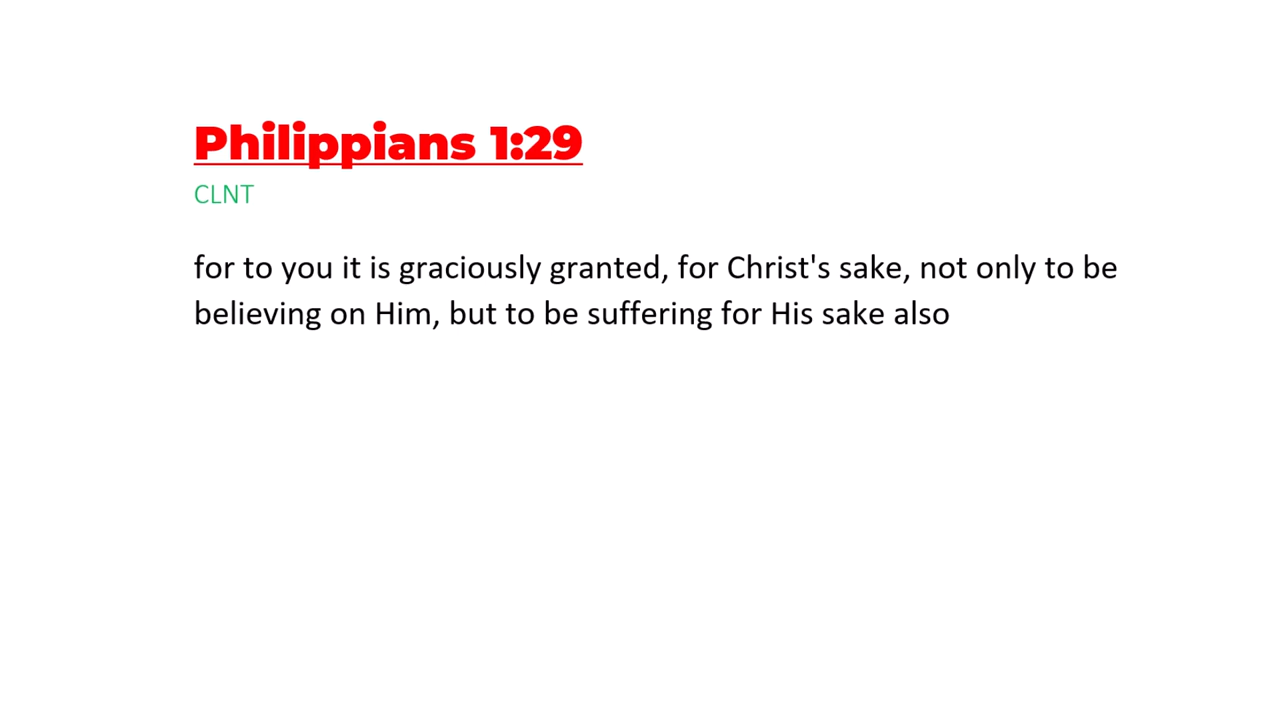 Philippians 1:29
CLNT
for to you it is graciously granted, for Christ's sake, not only to be
believing on Him, but to be suffering for His sake also